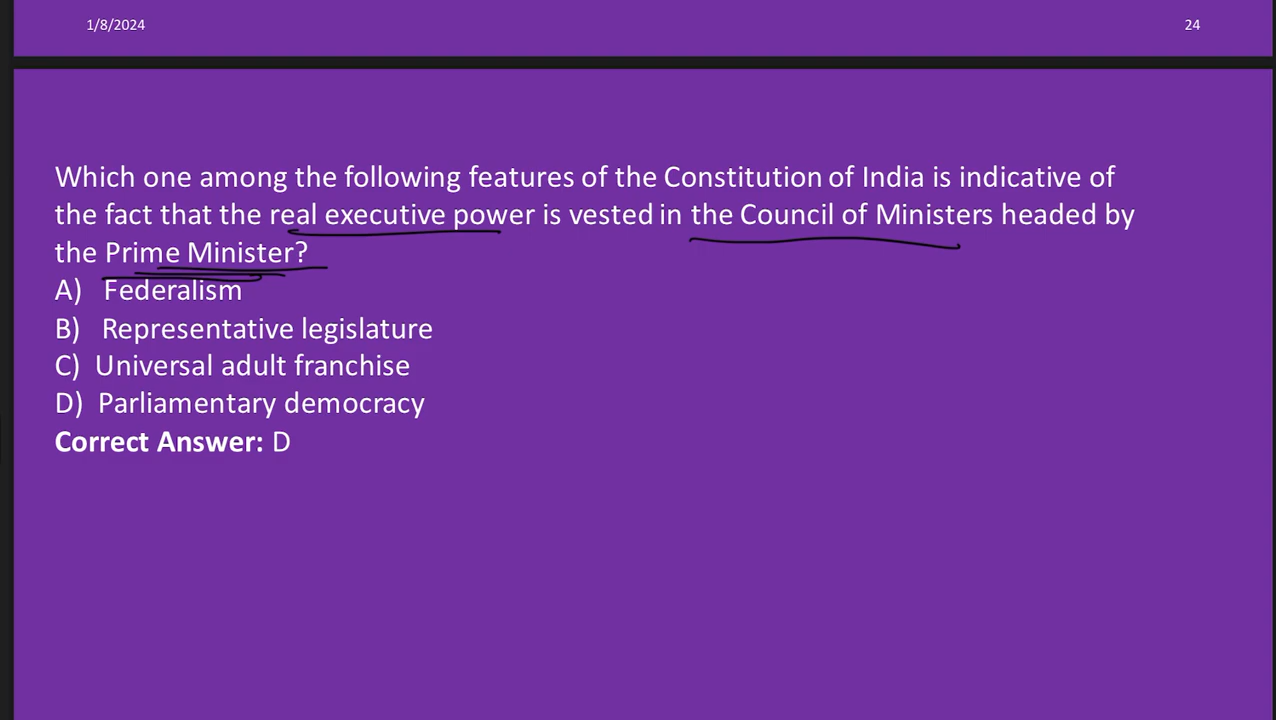 1/8/2024 24
Which one among the following features of the Constitution of India is indicative of
the fact that the real executive power is vested in the Council of Ministers headed by
the Prime Minister?
A) Federalism
B) Representative legislature
C) Universal adult franchise
D) Parliamentary democracy
Correct Answer: D